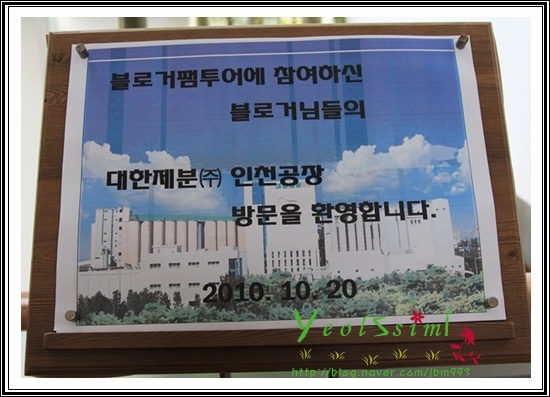 블로거팸투어에 참여하신
블로거님들의
대한제분㈜ 인천공장
방문을 환영합니다.
2010. 10. 20
Yeolssiml
http://blog.naver.com/jbm993